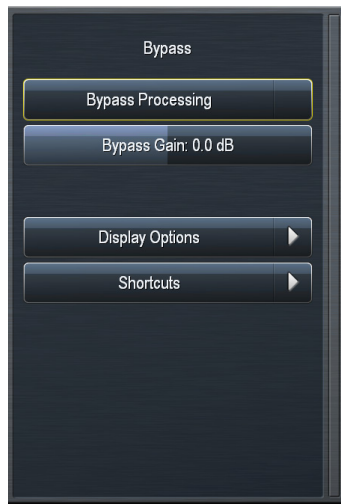 Bypass
Bypass Processing
Bypass Gain: 0.0 dB
Display Options
Shortcuts